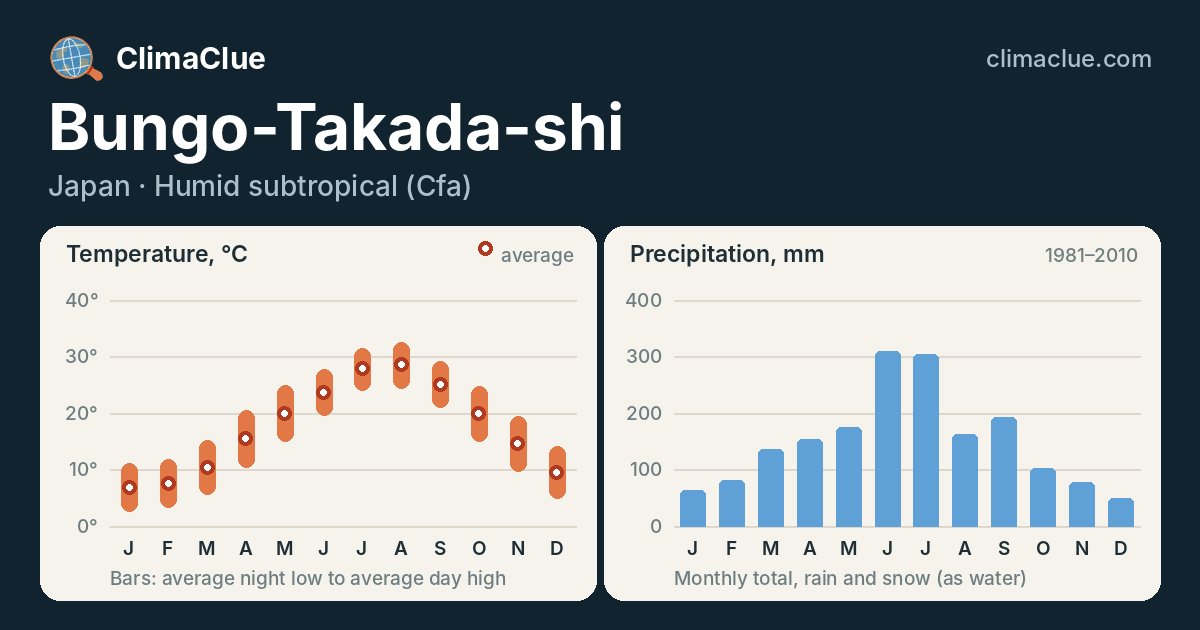 ClimaClue
climaclue.com
Bungo-Takada-shi
Japan · Humid subtropical (Cfa)
Temperature, °C
average
40°
30°
20°
10°
0°
J F M A M J J A S O N D
Bars: average night low to average day high
Precipitation, mm
1981–2010
400
300
200
100
0
J F M A M J J A S O N D
Monthly total, rain and snow (as water)